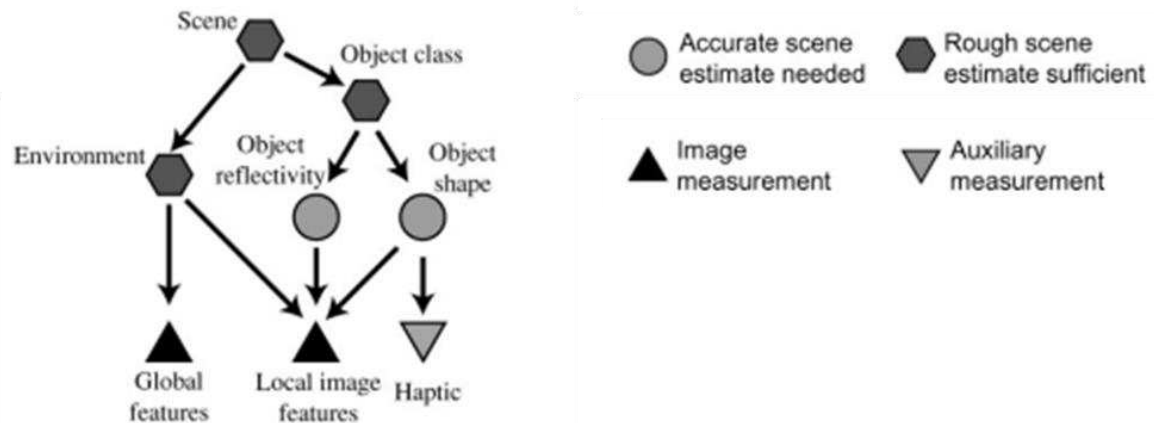 Scene
Object class
Environment
Object
reflectivity
Object
shape
Global
features
Local image
features
Haptic
Accurate scene
estimate needed
Rough scene
estimate sufficient
Image
measurement
Auxiliary
measurement